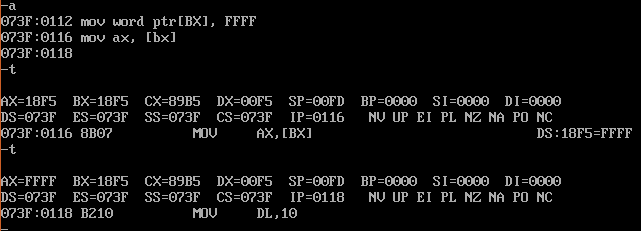 -a
073F:0112 mov word ptr[BX], FFFF
073F:0116 mov ax, [bx]
073F:0118
-t
AX=18F5 BX=18F5 CX=89B5 DX=00F5 SP=00FD BP=0000 SI=0000 DI=0000
DS=073F ES=073F SS=073F CS=073F IP=0116 NV UP EI PL NZ NA PO NC
073F:0116 8B07 MOV AX,[BX] DS:18F5=FFFF
-t
AX=FFFF BX=18F5 CX=89B5 DX=00F5 SP=00FD BP=0000 SI=0000 DI=0000
DS=073F ES=073F SS=073F CS=073F IP=0118 NV UP EI PL NZ NA PO NC
073F:0118 B210 MOV DL,10
-